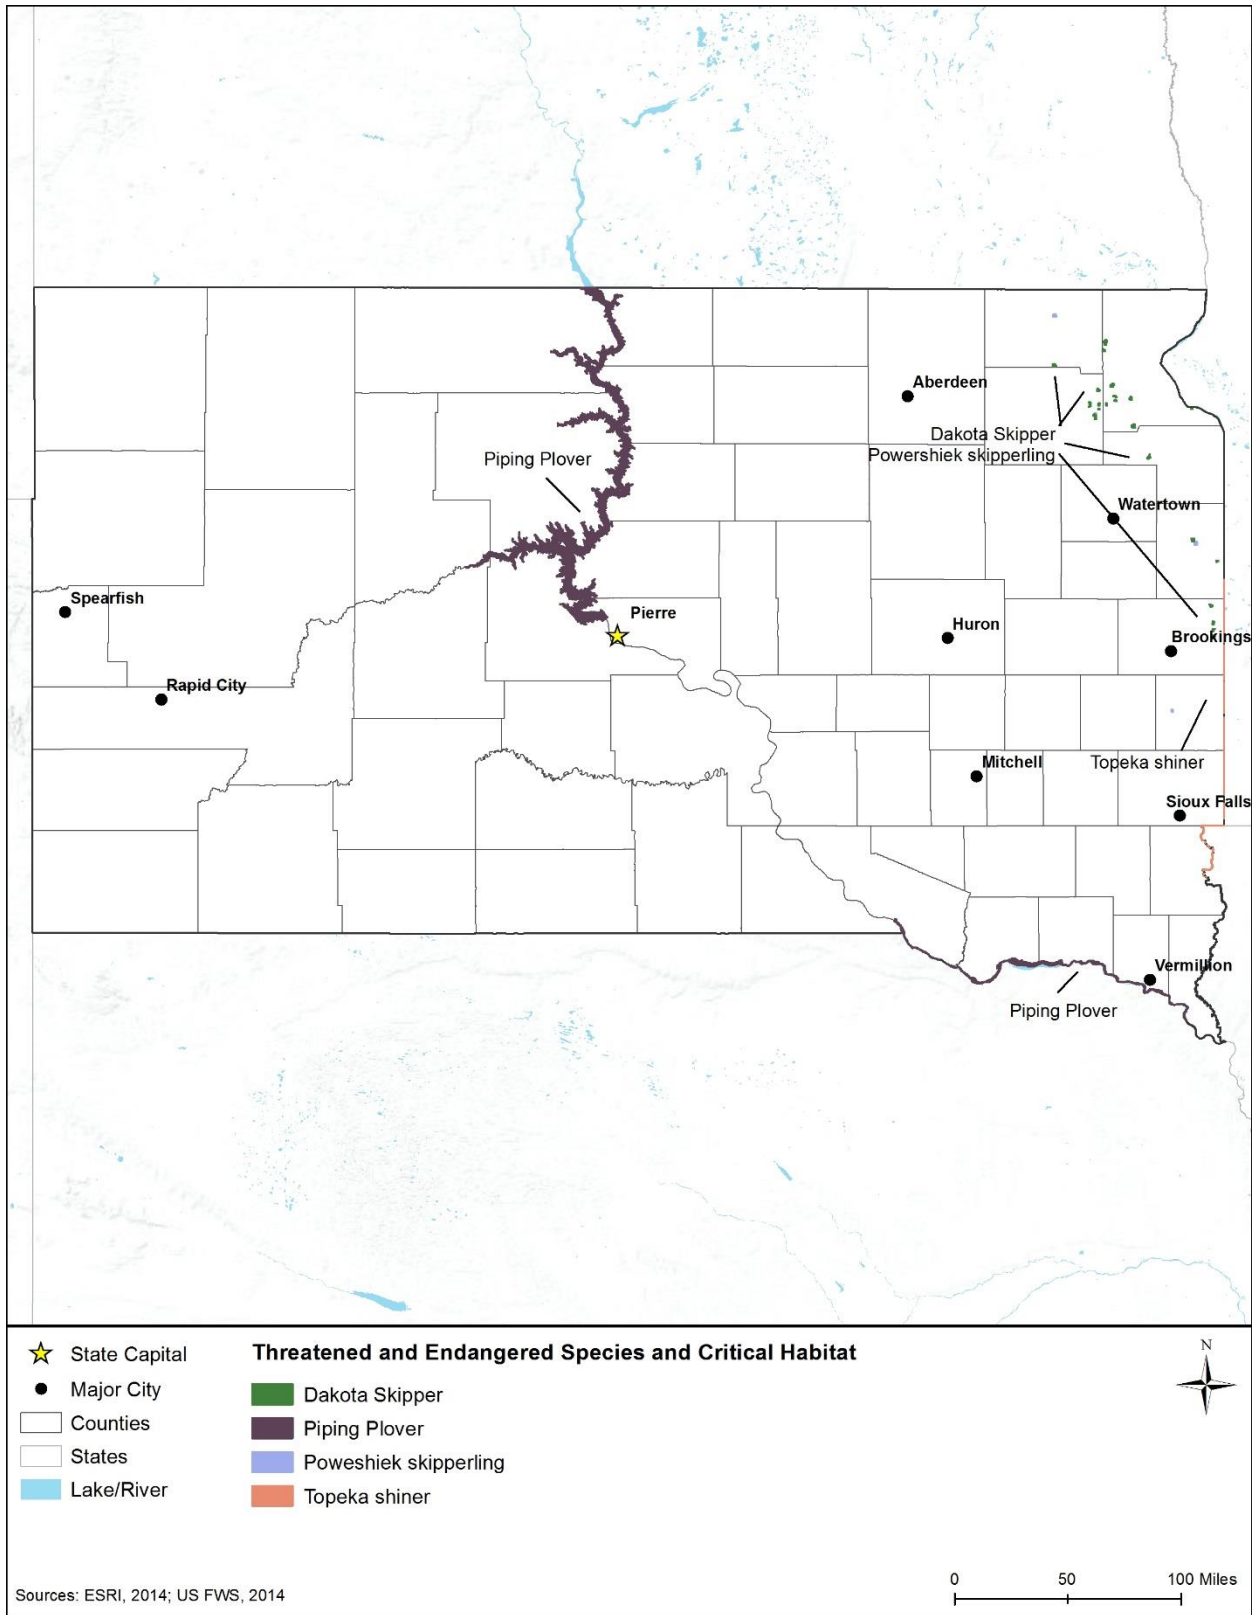 Aberdeen
Dakota Skipper
Powershiek skipperling
Piping Plover
Watertown
Spearfish
Pierre
Huron
Brookings
Rapid City
Topeka shiner
Mitchell
Sioux Falls
Vermillion
Piping Plover
State Capital
Major City
Counties
States
Lake/River
Threatened and Endangered Species and Critical Habitat
Dakota Skipper
Piping Plover
Poweshiek skipperling
Topeka shiner
N
Sources: ESRI, 2014; US FWS, 2014
0 50 100 Miles